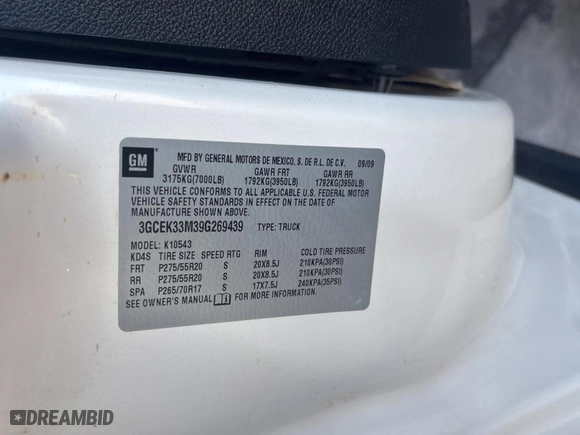 GM
MFD BY GENERAL MOTORS DE MEXICO, S. DE R.L. DE C.V. 09/09
GVWR GAWR FRT GAWR RR
3175KG(7000LB) 1792KG(3950LB) 1792KG(3950LB)
THIS VEHICLE CONFORMS TO ALL APPLICABLE U.S. FEDERAL MOTOR
VEHICLE SAFETY STANDARDS IN EFFECT ON THE DATE OF
MANUFACTURE SHOWN ABOVE.
3GCEK33M39G269439 TYPE: TRUCK
MODEL: K10543
KD4S TIRE SIZE SPEED RTG RIM COLD TIRE PRESSURE
FRT P275/55R20 S 20X8.5J 210KPA(30PSI)
RR P275/55R20 S 20X8.5J 210KPA(30PSI)
SPA P265/70R17 S 17X7.5J 240KPA(35PSI)
SEE OWNER'S MANUAL FOR MORE INFORMATION.
DREAMBID